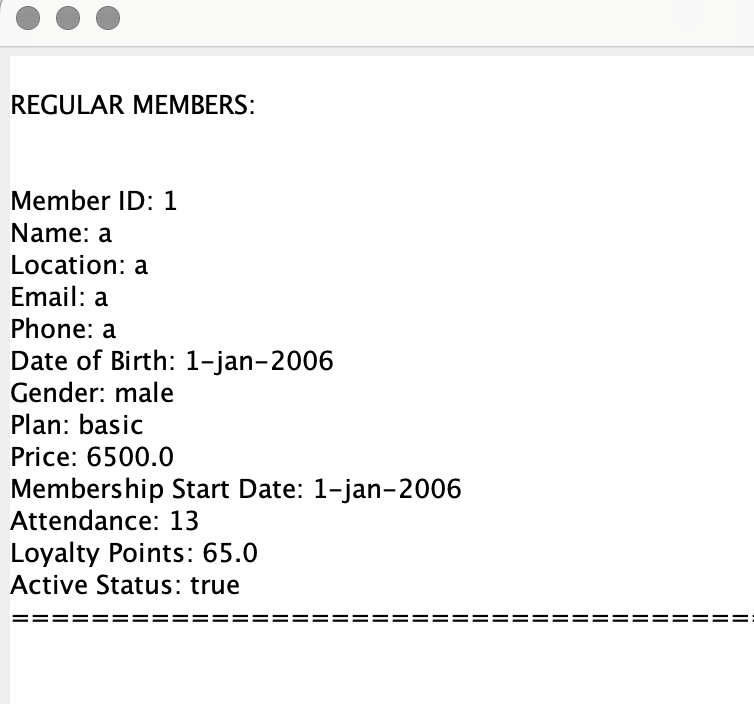 REGULAR MEMBERS:
Member ID: 1
Name: a
Location: a
Email: a
Phone: a
Date of Birth: 1-jan-2006
Gender: male
Plan: basic
Price: 6500.0
Membership Start Date: 1-jan-2006
Attendance: 13
Loyalty Points: 65.0
Active Status: true
=====================================